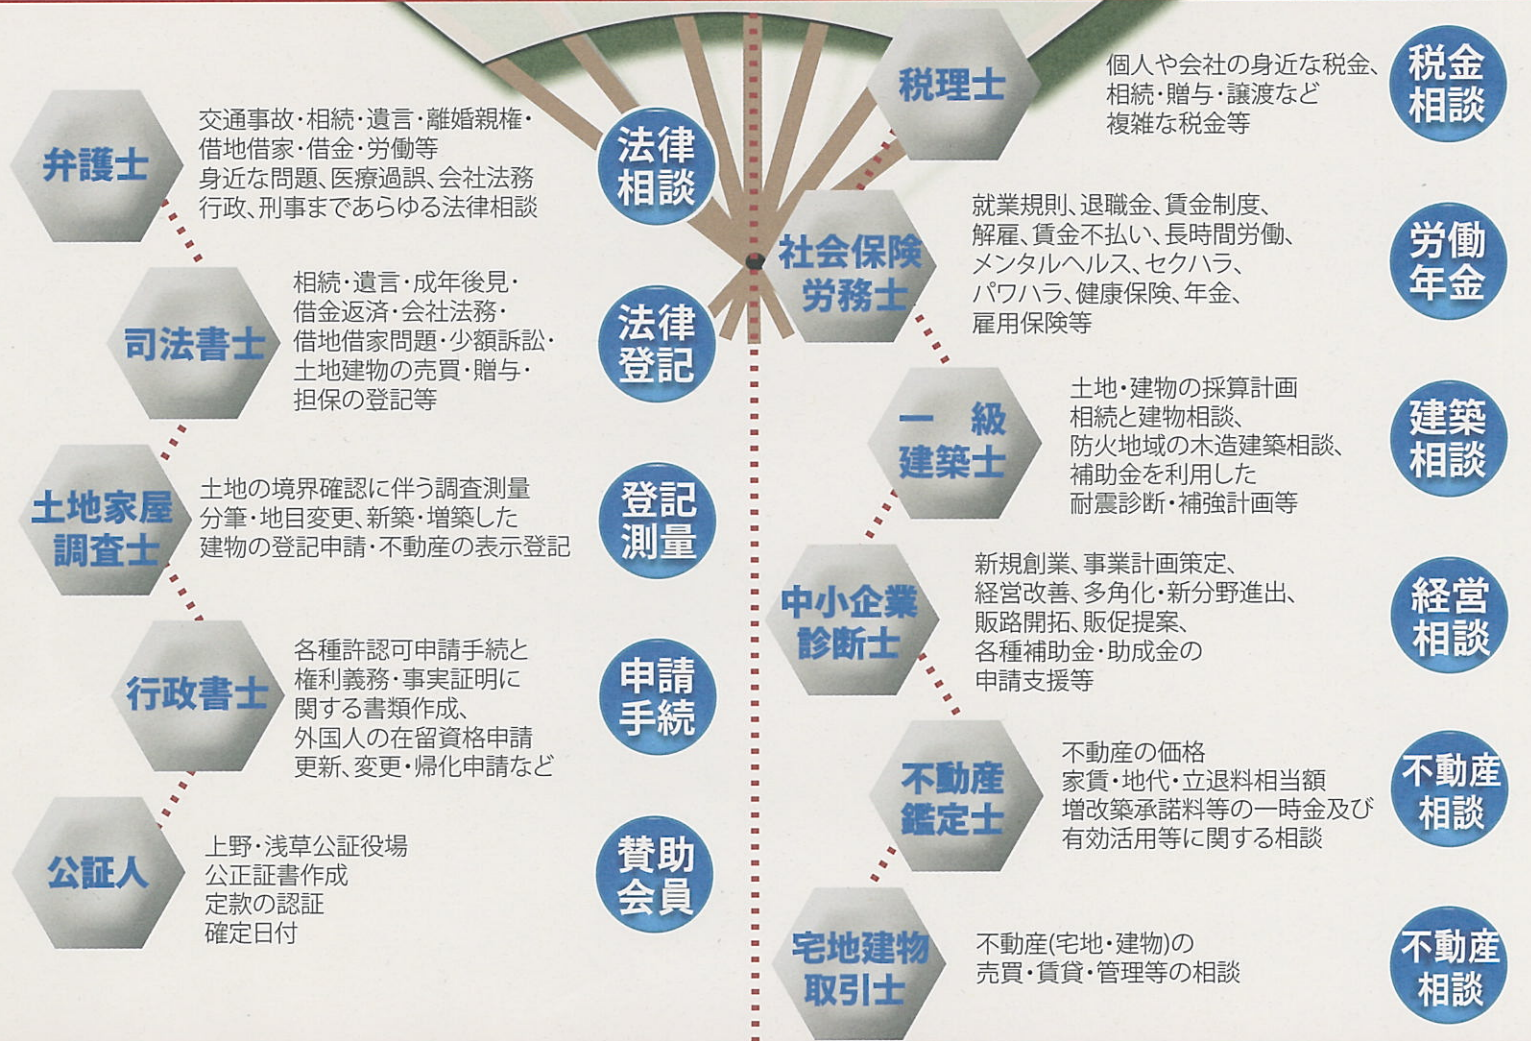 弁護士
交通事故・相続・遺言・離婚親権・
借地借家・借金・労働等
身近な問題、医療過誤、会社法務
行政、刑事まであらゆる法律相談
法律
相談
司法書士
相続・遺言・成年後見・
借金返済・会社法務・
借地借家問題・少額訴訟・
土地建物の売買・贈与・
担保の登記等
法律
登記
土地家屋
調査士
土地の境界確認に伴う調査測量
分筆・地目変更、新築・増築した
建物の登記申請・不動産の表示登記
登記
測量
行政書士
各種許認可申請手続と
権利義務・事実証明に
関する書類作成、
外国人の在留資格申請
更新、変更・帰化申請など
申請
手続
公証人
上野・浅草公証役場
公正証書作成
定款の認証
確定日付
賛助
会員
税理士
個人や会社の身近な税金、
相続・贈与・譲渡など
複雑な税金等
税金
相談
社会保険
労務士
就業規則、退職金、賃金制度、
解雇、賃金不払い、長時間労働、
メンタルヘルス、セクハラ、
パワハラ、健康保険、年金、
雇用保険等
労働
年金
一級
建築士
土地・建物の採算計画
相続と建物相談、
防火地域の木造建築相談、
補助金を利用した
耐震診断・補強計画等
建築
相談
中小企業
診断士
新規創業、事業計画策定、
経営改善、多角化・新分野進出、
販路開拓、販促提案、
各種補助金・助成金の
申請支援等
経営
相談
不動産
鑑定士
不動産の価格
家賃・地代・立退料相当額
増改築承諾料等の一時金及び
有効活用等に関する相談
不動産
相談
宅地建物
取引士
不動産(宅地・建物)の
売買・賃貸・管理等の相談
不動産
相談